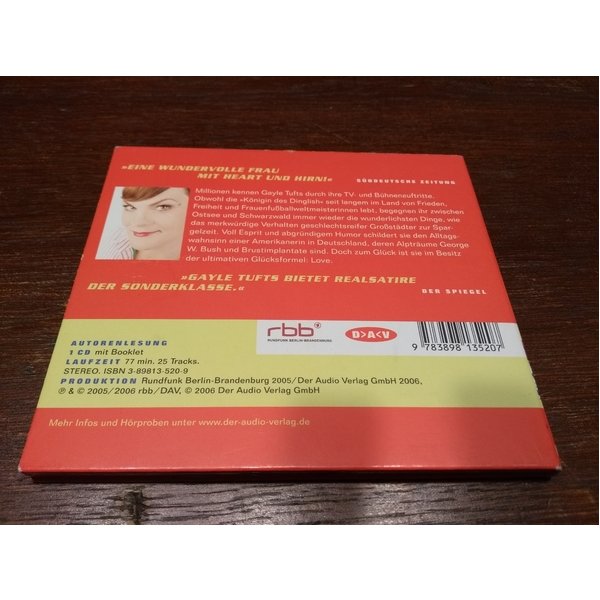 »EINE WUNDERVOLLE FRAU
MIT HEART UND HIRN!« SÜDDEUTSCHE ZEITUNG
Millionen kennen Gayle Tufts durch ihre TV- und Bühnenauftritte.
Obwohl die »Königin des Dinglish« seit langem im Land von Frieden,
Freiheit und Frauenfußballweltmeisterinnen lebt, begegnen ihr zwischen
Ostsee und Schwarzwald immer wieder die wunderlichsten Dinge, wie
das merkwürdige Verhalten geschlechtsreifer Großstädter zur Spar-
gelzeit. Voll Esprit und abgründigem Humor schildert sie den Alltags-
wahnsinn einer Amerikanerin in Deutschland, deren Alpträume George
W. Bush und Brustimplantate sind. Doch zum Glück ist sie im Besitz
der ultimativen Glücksformel: Love.
»GAYLE TUFTS BIETET REALSATIRE
DER SONDERKLASSE.« DER SPIEGEL
AUTORENLESUNG
1 CD mit Booklet
LAUFZEIT 77 min. 25 Tracks.
STEREO. ISBN 3-89813-520-9
PRODUKTION Rundfunk Berlin-Brandenburg 2005/Der Audio Verlag GmbH 2006,
℗ & © 2005/2006 rbb/DAV, © 2006 Der Audio Verlag GmbH
rbb
RUNDFUNK BERLIN-BRANDENBURG
D>A<V
9 783898 135207
Mehr Infos und Hörproben unter www.der-audio-verlag.de